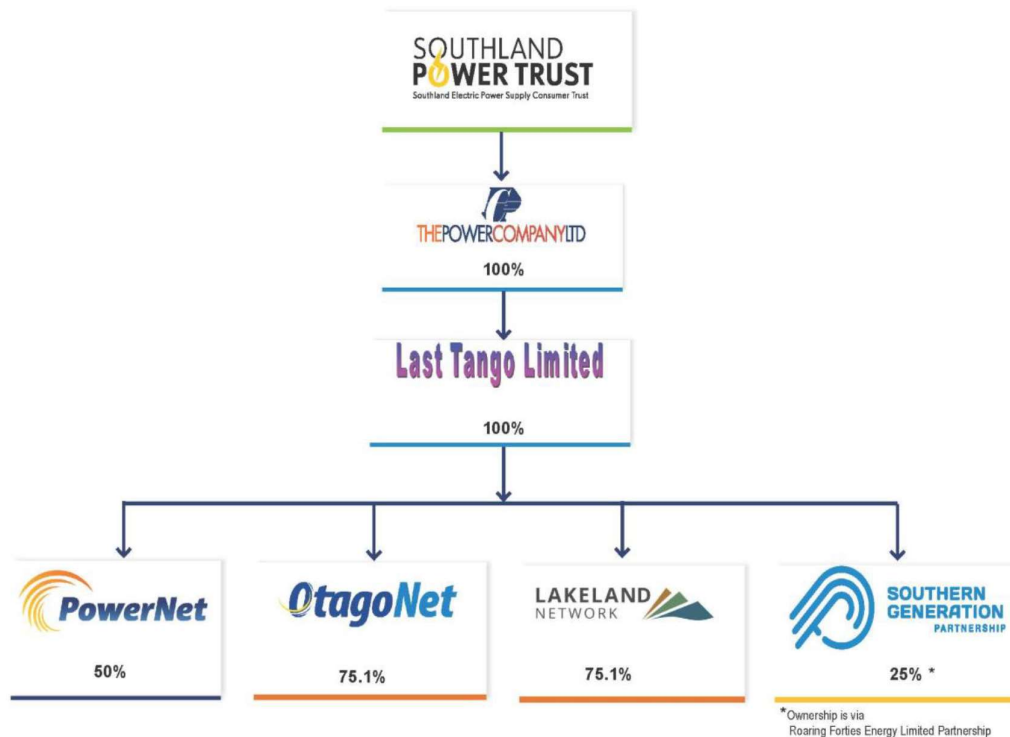 SOUTHLAND
POWER TRUST
Southland Electric Power Supply Consumer Trust
THEPOWERCOMPANYLTD
100%
Last Tango Limited
100%
PowerNet
50%
OtagoNet
75.1%
LAKELAND
NETWORK
75.1%
SOUTHERN
GENERATION
PARTNERSHIP
25% *
*Ownership is via
Roaring Forties Energy Limited Partnership